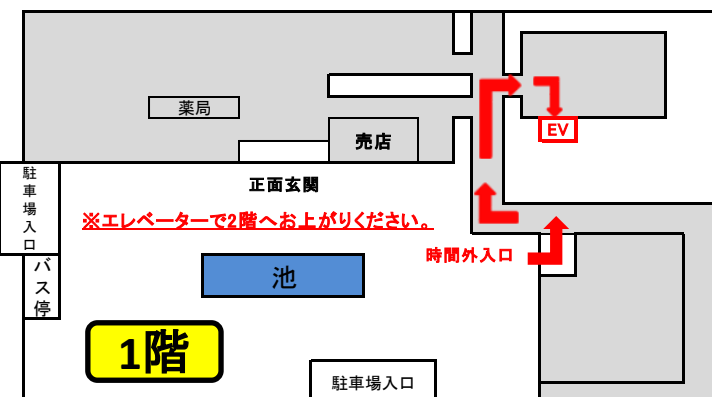 薬局
売店
EV
駐車場入口
正面玄関
※エレベーターで2階へお上がりください。
時間外入口
バス停
池
1階
駐車場入口